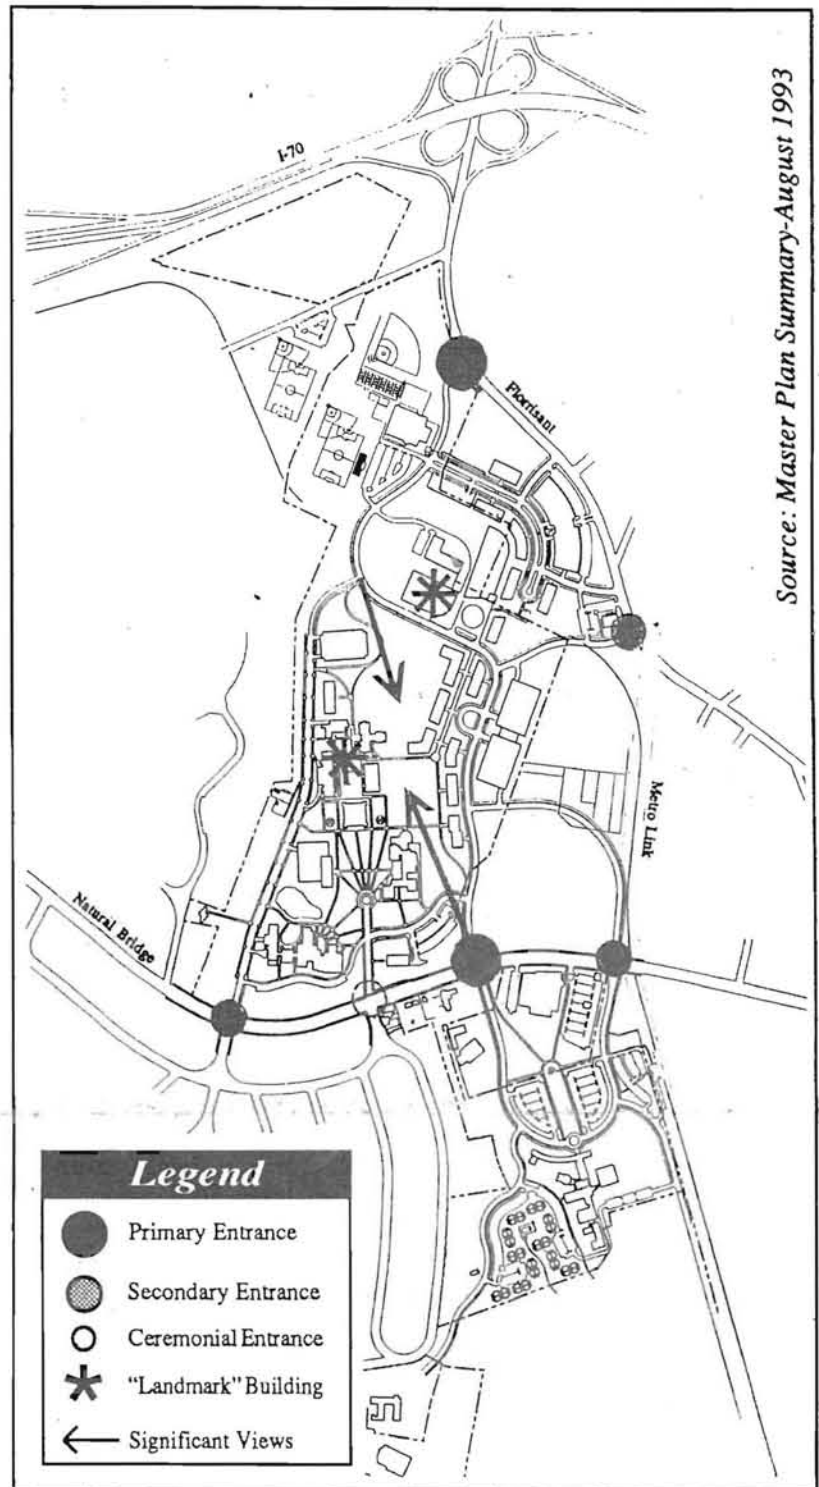 I-70
Source: Master Plan Summary-August 1993
Florrisant
Metro Link
Natural Bridge
Legend
Primary Entrance
Secondary Entrance
Ceremonial Entrance
"Landmark" Building
Significant Views